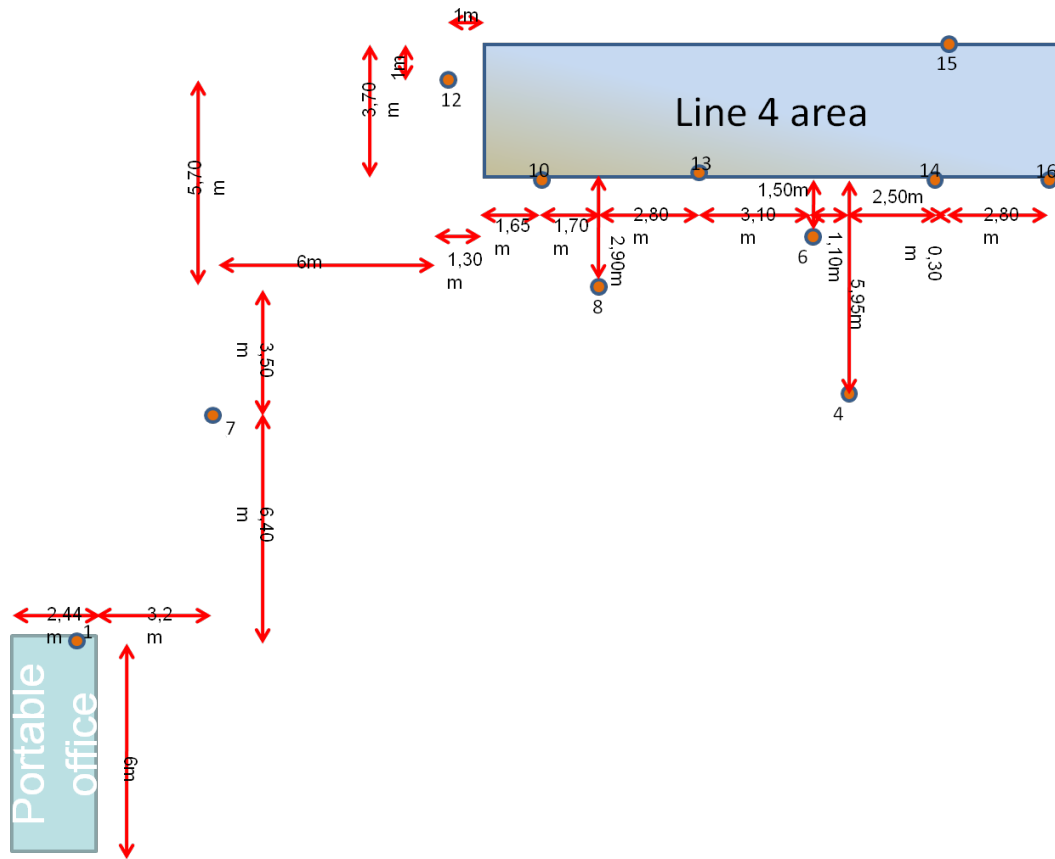 1m
15
1m
3,70
m
12
Line 4 area
5,70
m
10
13
14
16
1,50m
2,50m
1,65
m
1,70
m
2,80
m
3,10
m
2,80
m
6m
1,30
m
2,90m
6
1,10m
0,30
m
8
5,95m
3,50
m
4
7
6,40
m
2,44
m
1
3,2
m
Portable
office
6m